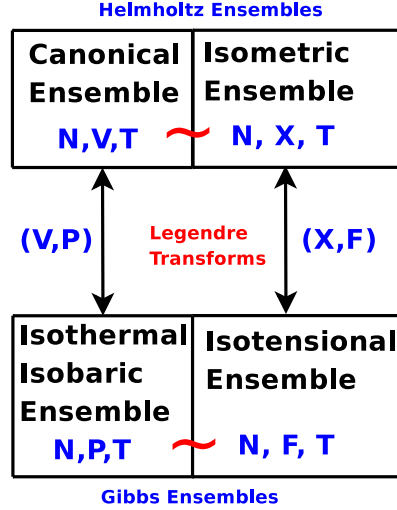 Helmholtz Ensembles
Canonical
Ensemble
N,V,T
~
Isometric
Ensemble
N, X, T
(V,P)
Legendre
Transforms
(X,F)
Isothermal
Isobaric
Ensemble
N,P,T
~
Isotensional
Ensemble
N, F, T
Gibbs Ensembles